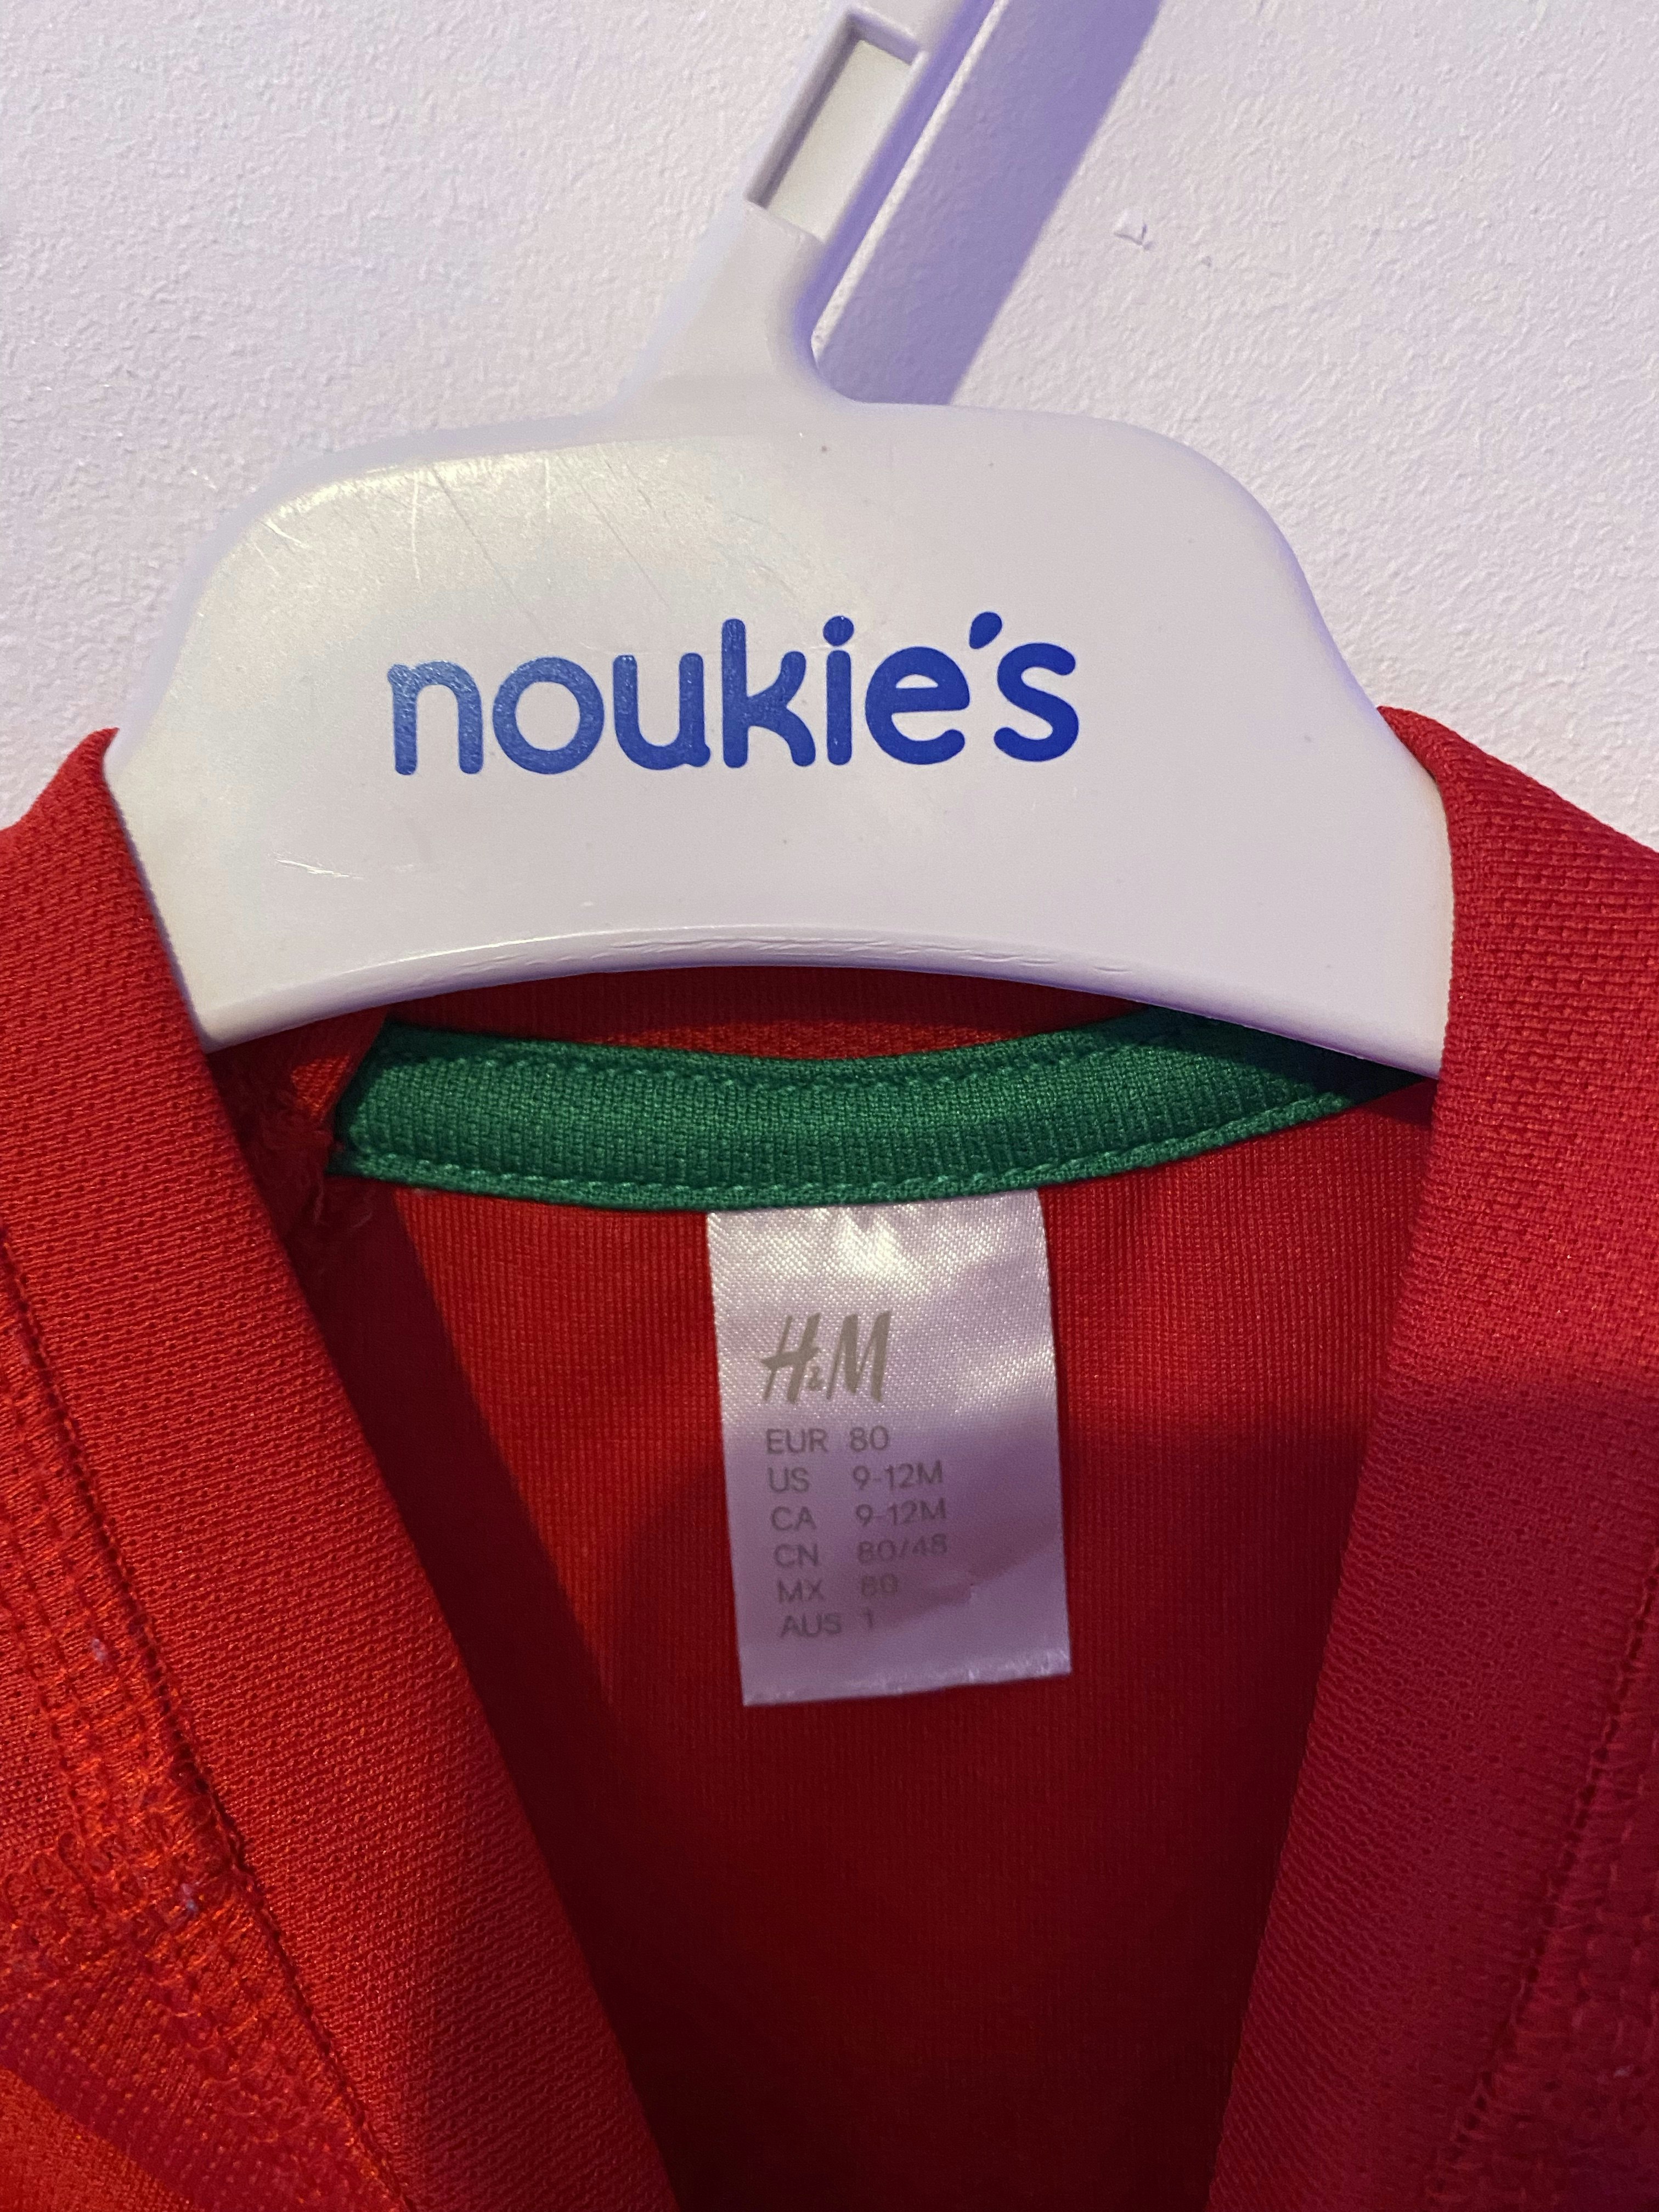 noukie's
H&M
EUR 80
US 9-12M
CA 9-12M
CN 80/48
MX 80
AUS 1